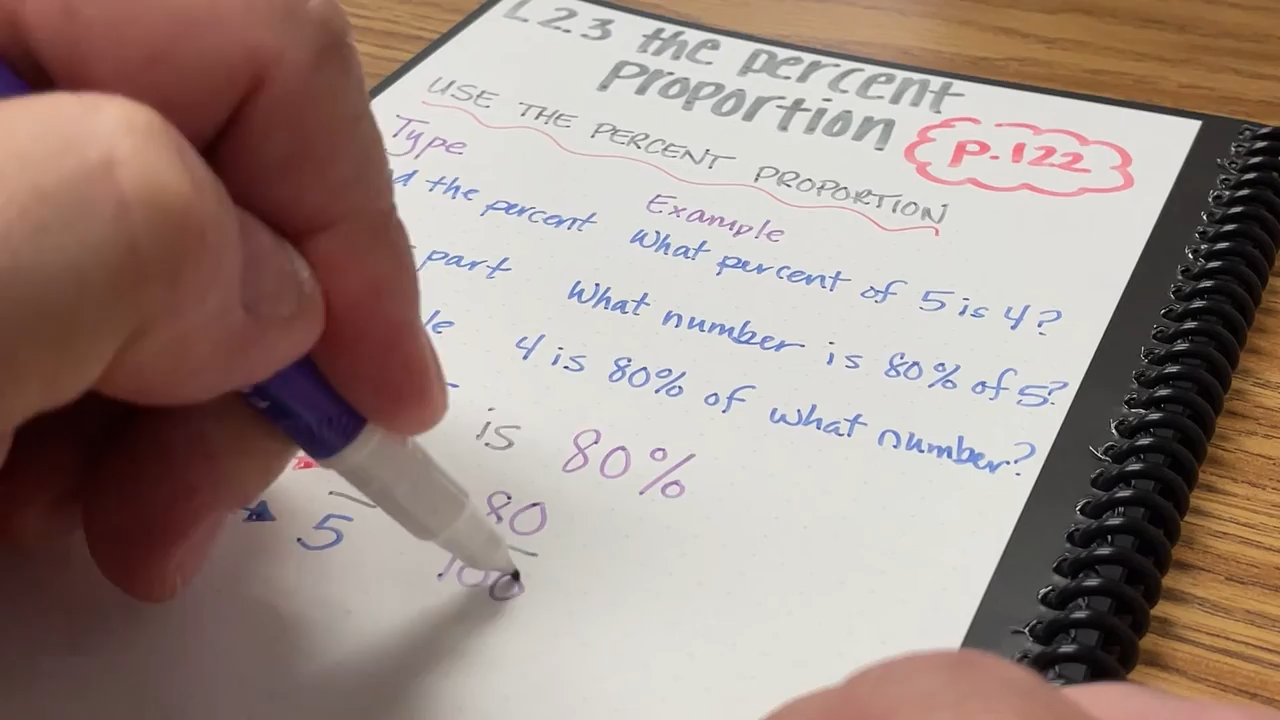 L2.3 the percent
proportion
p.122
USE THE PERCENT PROPORTION
Type Example
the percent What percent of 5 is 4?
part What number is 80% of 5?
4 is 80% of what number?
is 80%
80
5 100